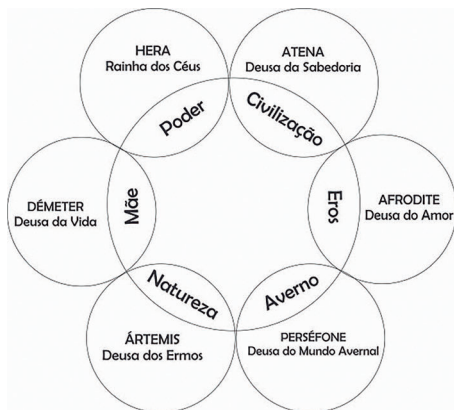 HERA
Rainha dos Céus
Poder
ATENA
Deusa da Sabedoria
Civilização
AFRODITE
Deusa do Amor
Eros
PERSÉFONE
Deusa do Mundo Avernal
Averno
ÁRTEMIS
Deusa dos Ermos
Natureza
DÉMETER
Deusa da Vida
Mãe